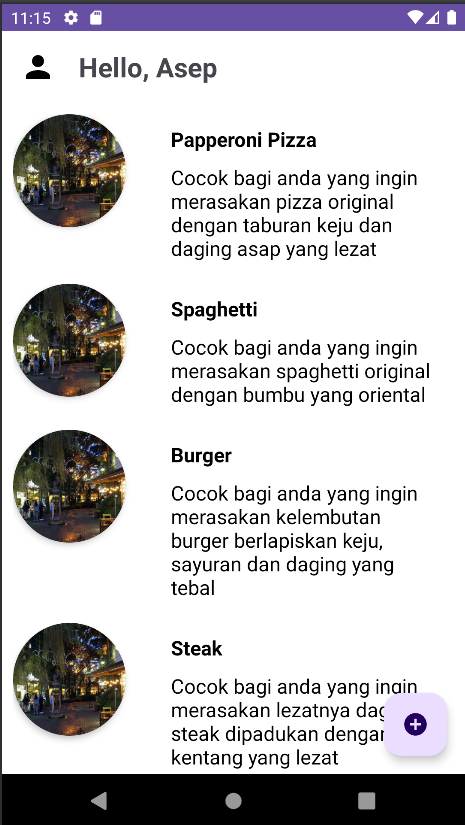 11:15
Hello, Asep
Papperoni Pizza
Cocok bagi anda yang ingin
merasakan pizza original
dengan taburan keju dan
daging asap yang lezat
Spaghetti
Cocok bagi anda yang ingin
merasakan spaghetti original
dengan bumbu yang oriental
Burger
Cocok bagi anda yang ingin
merasakan kelembutan
burger berlapiskan keju,
sayuran dan daging yang
tebal
Steak
Cocok bagi anda yang ingin
merasakan lezatnya
steak dipadukan dengan
kentang yang lezat